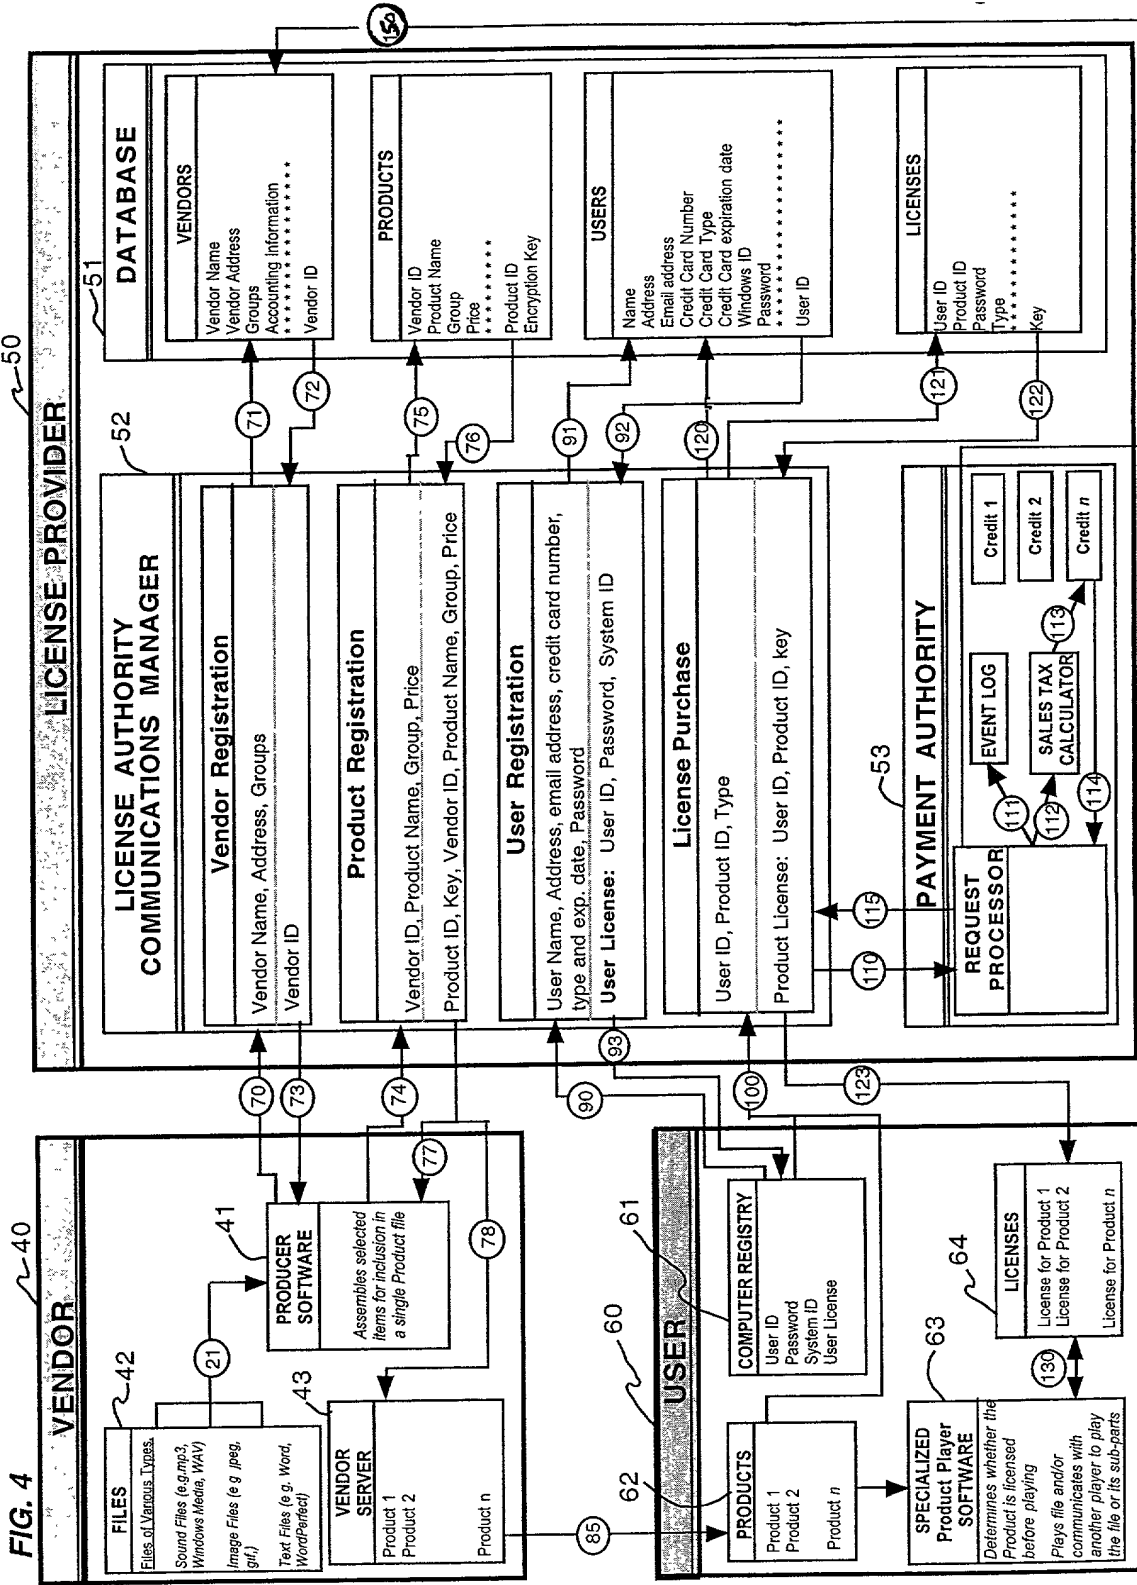 FIG. 4
40
VENDOR
42
FILES
Files of Various Types.
Sound Files (e.g.mp3,
Windows Media, WAV)
Image Files (e g jpeg,
gif,)
Text Files (e g. Word,
WordPerfect)
21
41
PRODUCER
SOFTWARE
Assembles selected
items for inclusion in
a single Product file
43
VENDOR
SERVER
Product 1
Product 2
Product n
70
73
74
77
78
85
50
LICENSE PROVIDER
52
LICENSE AUTHORITY
COMMUNICATIONS MANAGER
Vendor Registration
Vendor Name, Address, Groups
Vendor ID
Product Registration
Vendor ID, Product Name, Group, Price
Product ID, Key, Vendor ID, Product Name, Group, Price
User Registration
User Name, Address, email address, credit card number,
type and exp. date, Password
User License: User ID, Password, System ID
License Purchase
User ID, Product ID, Type
Product License: User ID, Product ID, key
71
72
75
76
91
92
120
121
122
51
DATABASE
150
VENDORS
Vendor Name
Vendor Address
Groups
Accounting information
* * * * * * * * * * * * * * * *
Vendor ID
PRODUCTS
Vendor ID
Product Name
Group
Price
* * * * * * * * * *
Product ID
Encryption Key
USERS
Name
Address
Email address
Credit Card Number
Credit Card Type
Credit Card expiration date
Windows ID
Password
* * * * * * * * * * * * * * * * * *
User ID
LICENSES
User ID
Product ID
Password
Type
* * * * * * * * * * * *
Key
53
PAYMENT AUTHORITY
REQUEST
PROCESSOR
EVENT LOG
SALES TAX
CALCULATOR
Credit 1
Credit 2
Credit n
110
115
111
112
113
114
60
USER
61
COMPUTER REGISTRY
User ID
Password
System ID
User License
90
93
100
123
62
PRODUCTS
Product 1
Product 2
Product n
63
SPECIALIZED
Product Player
SOFTWARE
Determines whether the
Product is licensed
before playing
Plays file and/or
communicates with
another player to play
the file or its sub-parts
130
64
LICENSES
License for Product 1
License for Product 2
License for Product n